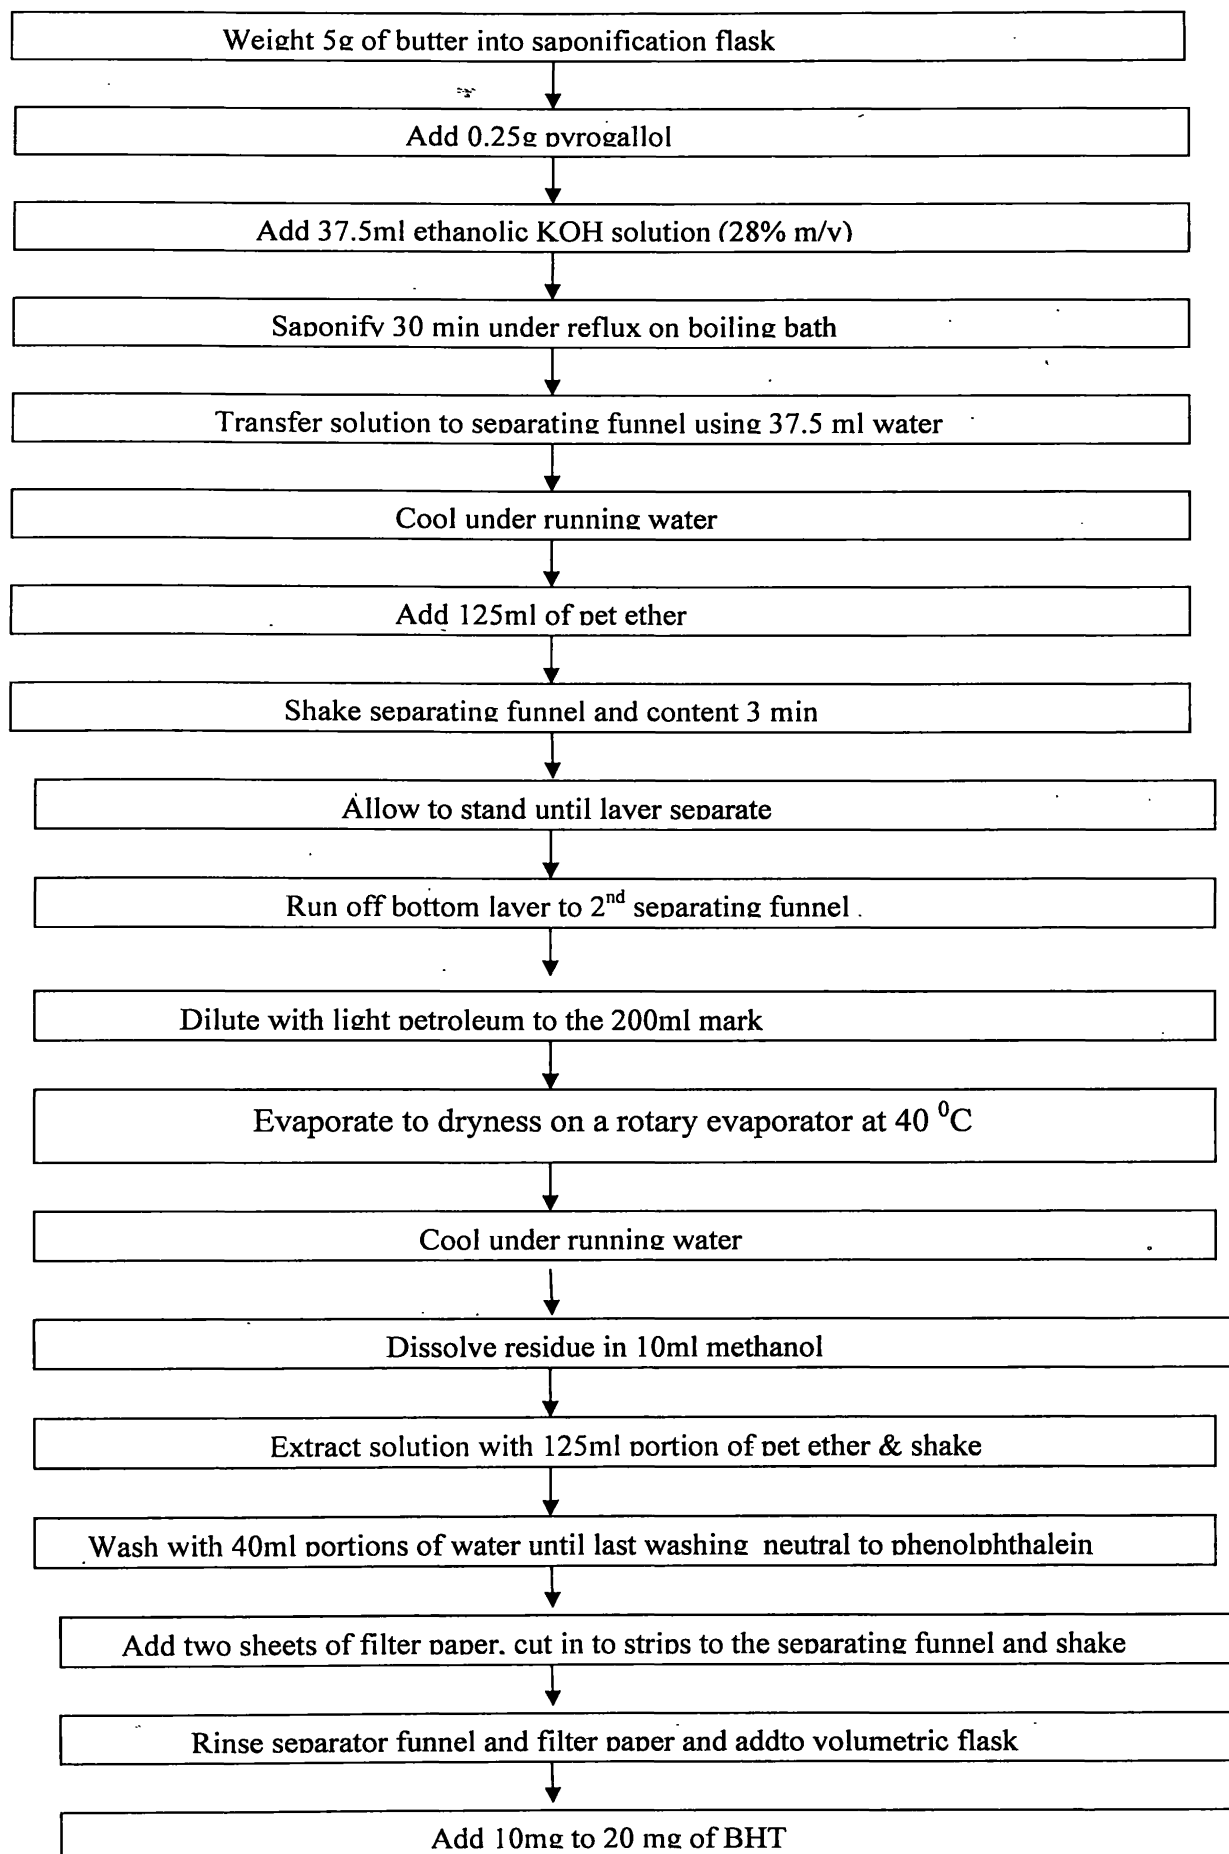 Weight 5g of butter into saponification flask
Add 0.25g pyrogallol
Add 37.5ml ethanolic KOH solution (28% m/v)
Saponify 30 min under reflux on boiling bath
Transfer solution to separating funnel using 37.5 ml water
Cool under running water
Add 125ml of pet ether
Shake separating funnel and content 3 min
Allow to stand until layer separate
Run off bottom layer to 2nd separating funnel
Dilute with light petroleum to the 200ml mark
Evaporate to dryness on a rotary evaporator at 40 ⁰C
Cool under running water
Dissolve residue in 10ml methanol
Extract solution with 125ml portion of pet ether & shake
Wash with 40ml portions of water until last washing neutral to phenolphthalein
Add two sheets of filter paper, cut in to strips to the separating funnel and shake
Rinse separator funnel and filter paper and addto volumetric flask
Add 10mg to 20 mg of BHT